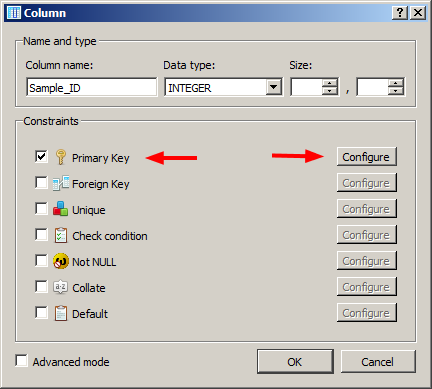 Column
Name and type
Column name: Data type: Size:
Sample_ID INTEGER ,
Constraints
Primary Key Configure
Foreign Key Configure
Unique Configure
Check condition Configure
Not NULL Configure
a-z Collate Configure
Default Configure
Advanced mode OK Cancel